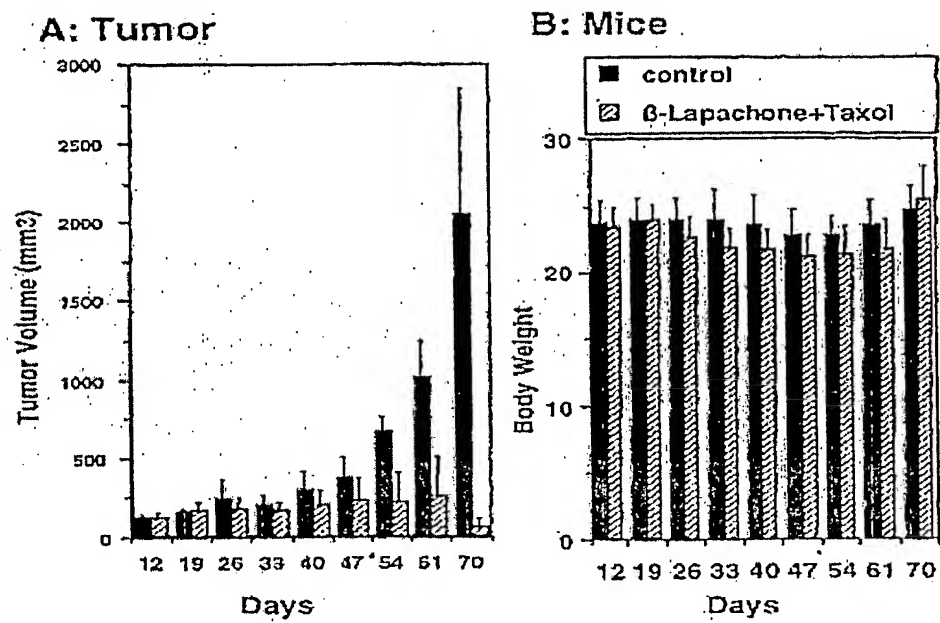 A: Tumor
3000
2500
2000
1500
1000
500
0
Tumor Volume (mm3)
12 19 26 33 40 47 54 61 70
Days
B: Mice
control
ß-Lapachone+Taxol
30
20
10
0
Body Weight
12 19 26 33 40 47 54 61 70
Days